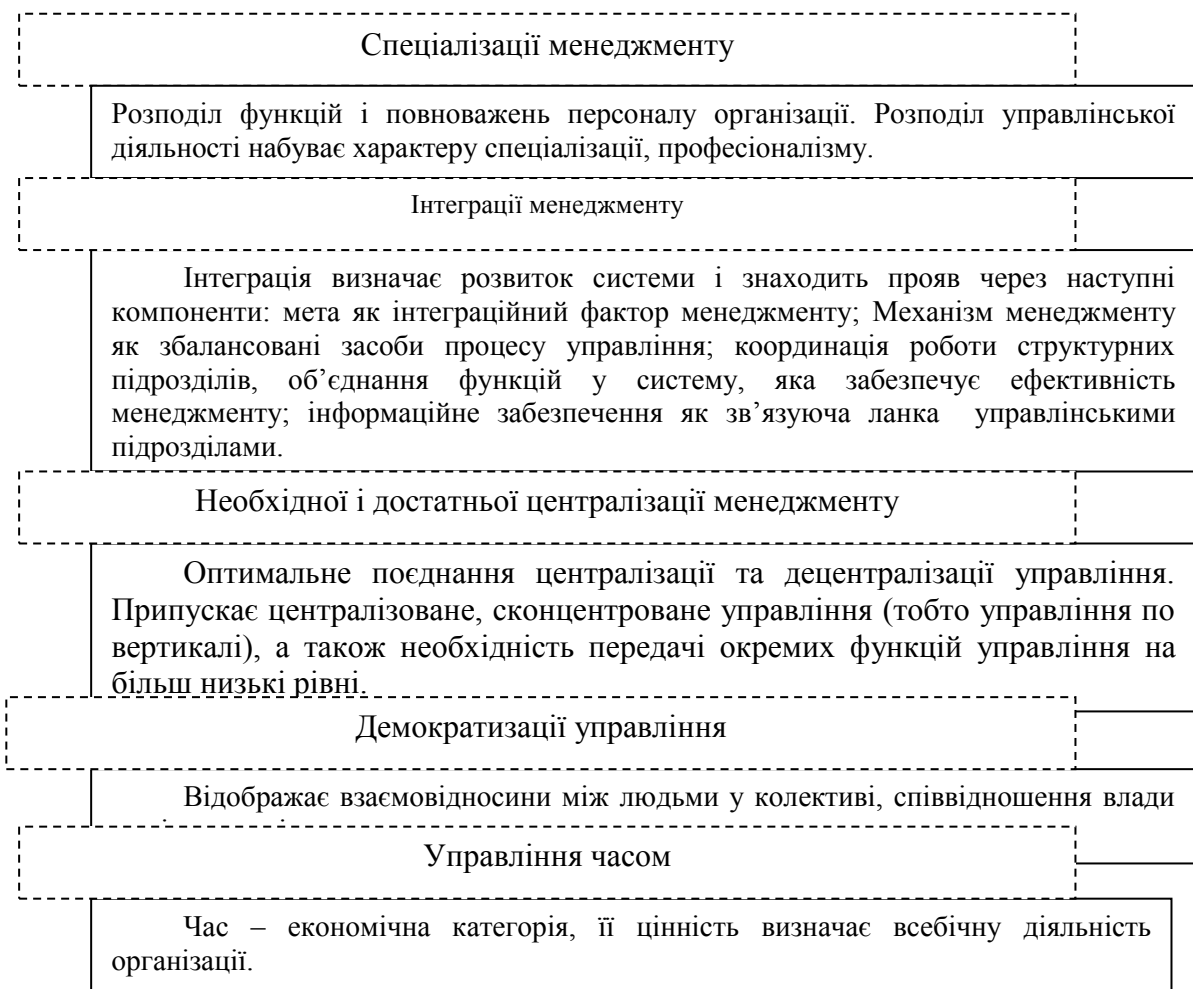 Спеціалізації менеджменту
Розподіл функцій і повноважень персоналу організації. Розподіл управлінської
діяльності набуває характеру спеціалізації, професіоналізму.
Інтеграції менеджменту
Інтеграція визначає розвиток системи і знаходить прояв через наступні
компоненти: мета як інтеграційний фактор менеджменту; Механізм менеджменту
як збалансовані засоби процесу управління; координація роботи структурних
підрозділів, об’єднання функцій у систему, яка забезпечує ефективність
менеджменту; інформаційне забезпечення як зв’язуюча ланка управлінськими
підрозділами.
Необхідної і достатньої централізації менеджменту
Оптимальне поєднання централізації та децентралізації управління.
Припускає централізоване, сконцентроване управління (тобто управління по
вертикалі), а також необхідність передачі окремих функцій управління на
більш низькі рівні.
Демократизації управління
Відображає взаємовідносини між людьми у колективі, співвідношення влади
Управління часом
Час – економічна категорія, її цінність визначає всебічну діяльність
організації.